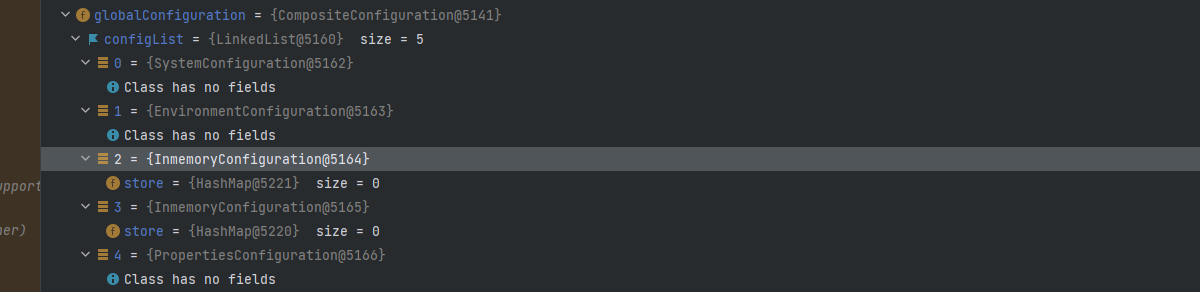 globalConfiguration = {CompositeConfiguration@5141}
configList = {LinkedList@5160} size = 5
0 = {SystemConfiguration@5162}
Class has no fields
1 = {EnvironmentConfiguration@5163}
Class has no fields
2 = {InmemoryConfiguration@5164}
store = {HashMap@5221} size = 0
upport
3 = {InmemoryConfiguration@5165}
ner)
store = {HashMap@5220} size = 0
4 = {PropertiesConfiguration@5166}
Class has no fields